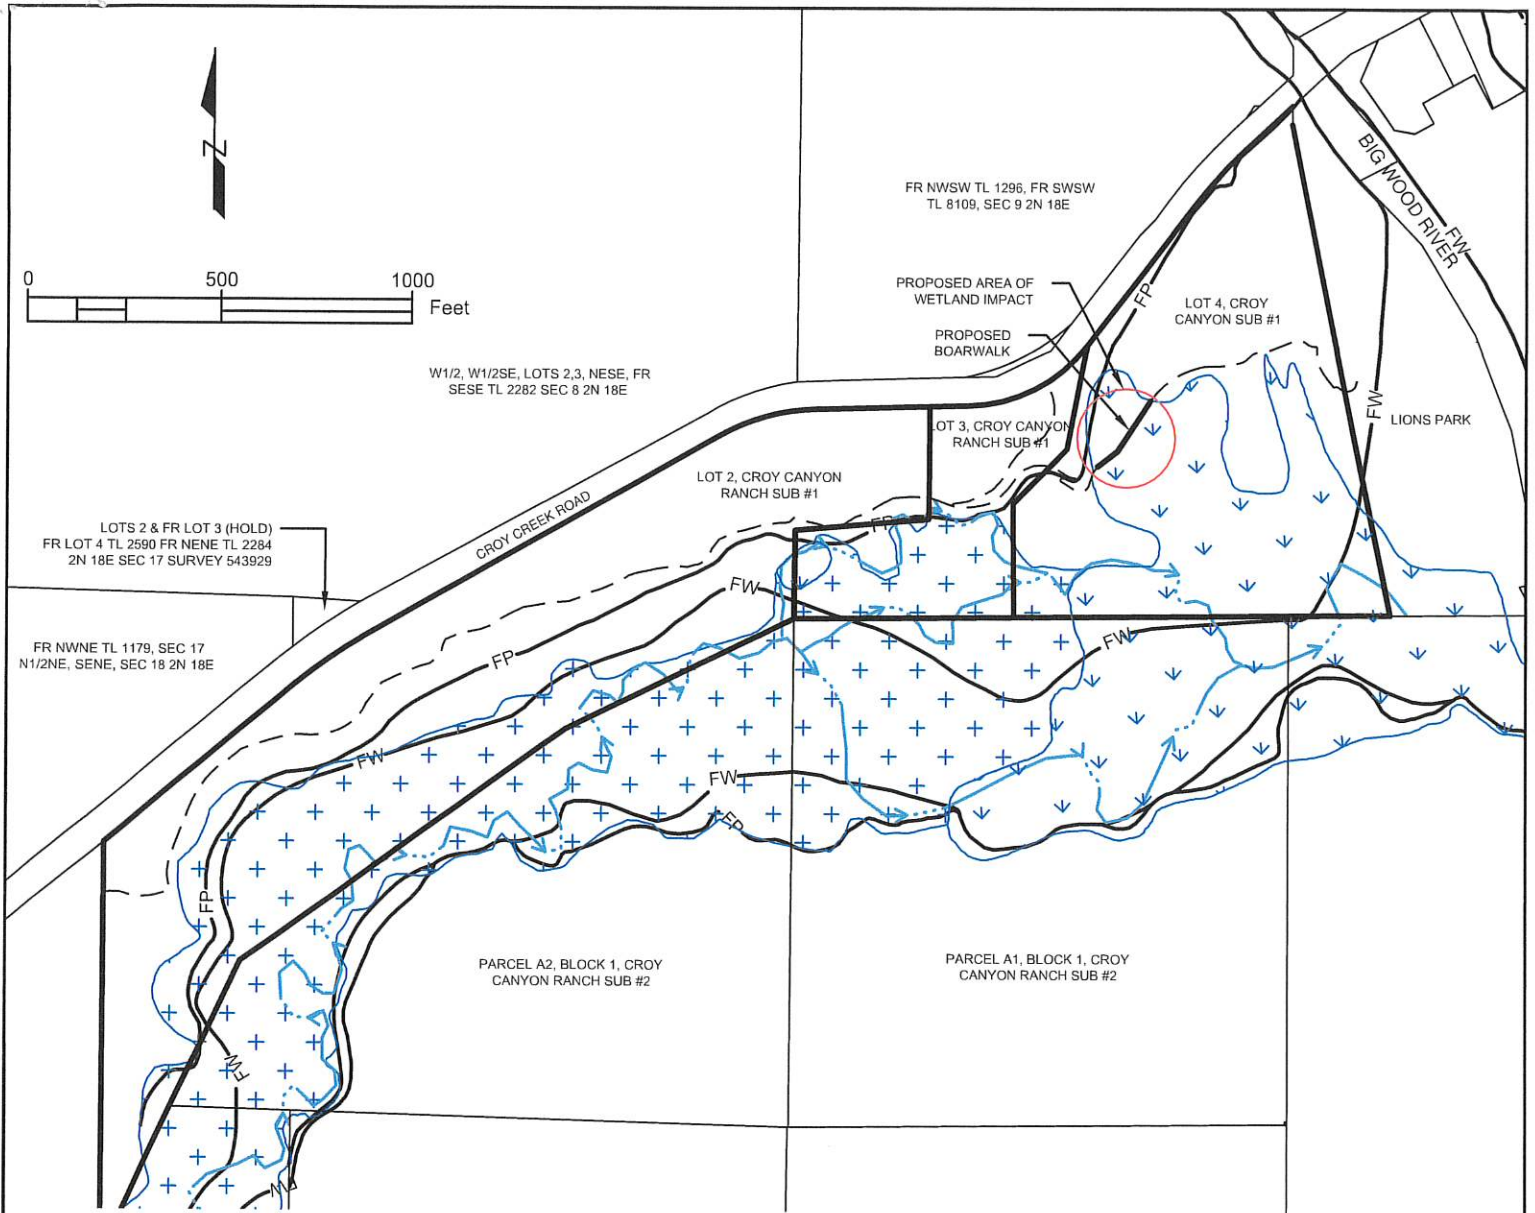 BIG WOOD RIVER
FW
Z
FR NWSW TL 1296, FR SWSW
TL 8109, SEC 9 2N 18E
0 500 1000
Feet
PROPOSED AREA OF
WETLAND IMPACT
FP
LOT 4, CROY
CANYON SUB #1
PROPOSED
BOARWALK
W1/2, W1/2SE, LOTS 2,3, NESE, FR
SESE TL 2282 SEC 8 2N 18E
FW
LIONS PARK
LOT 3, CROY CANYON
RANCH SUB #1
LOT 2, CROY CANYON
RANCH SUB #1
CROY CREEK ROAD
FP
LOTS 2 & FR LOT 3 (HOLD)
FR LOT 4 TL 2590 FR NENE TL 2284
2N 18E SEC 17 SURVEY 543929
FW
FW
FR NWNE TL 1179, SEC 17
N1/2NE, SENE, SEC 18 2N 18E
FP
FW
FW
FP
FP
PARCEL A2, BLOCK 1, CROY
CANYON RANCH SUB #2
PARCEL A1, BLOCK 1, CROY
CANYON RANCH SUB #2
FW